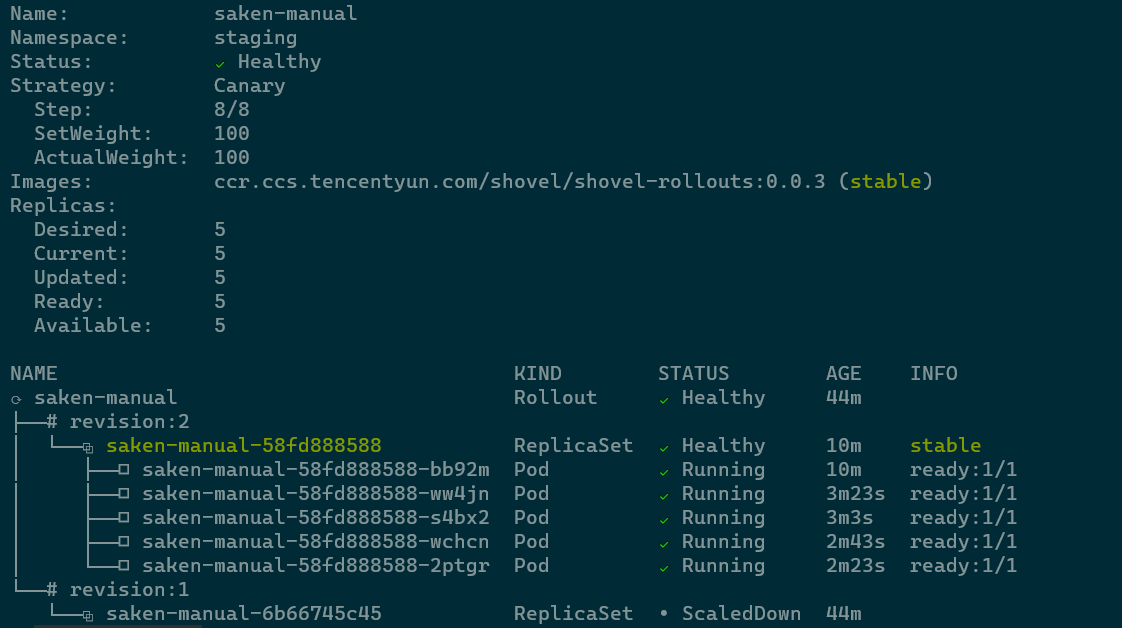 Name: saken-manual
Namespace: staging
Status: ✓ Healthy
Strategy: Canary
Step: 8/8
SetWeight: 100
ActualWeight: 100
Images: ccr.ccs.tencentyun.com/shovel/shovel-rollouts:0.0.3 (stable)
Replicas:
Desired: 5
Current: 5
Updated: 5
Ready: 5
Available: 5
NAME KIND STATUS AGE INFO
⟳ saken-manual Rollout ✓ Healthy 44m
├──# revision:2
│ └──⧉ saken-manual-58fd888588 ReplicaSet ✓ Healthy 10m stable
│ ├──□ saken-manual-58fd888588-bb92m Pod ✓ Running 10m ready:1/1
│ ├──□ saken-manual-58fd888588-ww4jn Pod ✓ Running 3m23s ready:1/1
│ ├──□ saken-manual-58fd888588-s4bx2 Pod ✓ Running 3m3s ready:1/1
│ ├──□ saken-manual-58fd888588-wchcn Pod ✓ Running 2m43s ready:1/1
│ └──□ saken-manual-58fd888588-2ptgr Pod ✓ Running 2m23s ready:1/1
└──# revision:1
└──⧉ saken-manual-6b66745c45 ReplicaSet • ScaledDown 44m